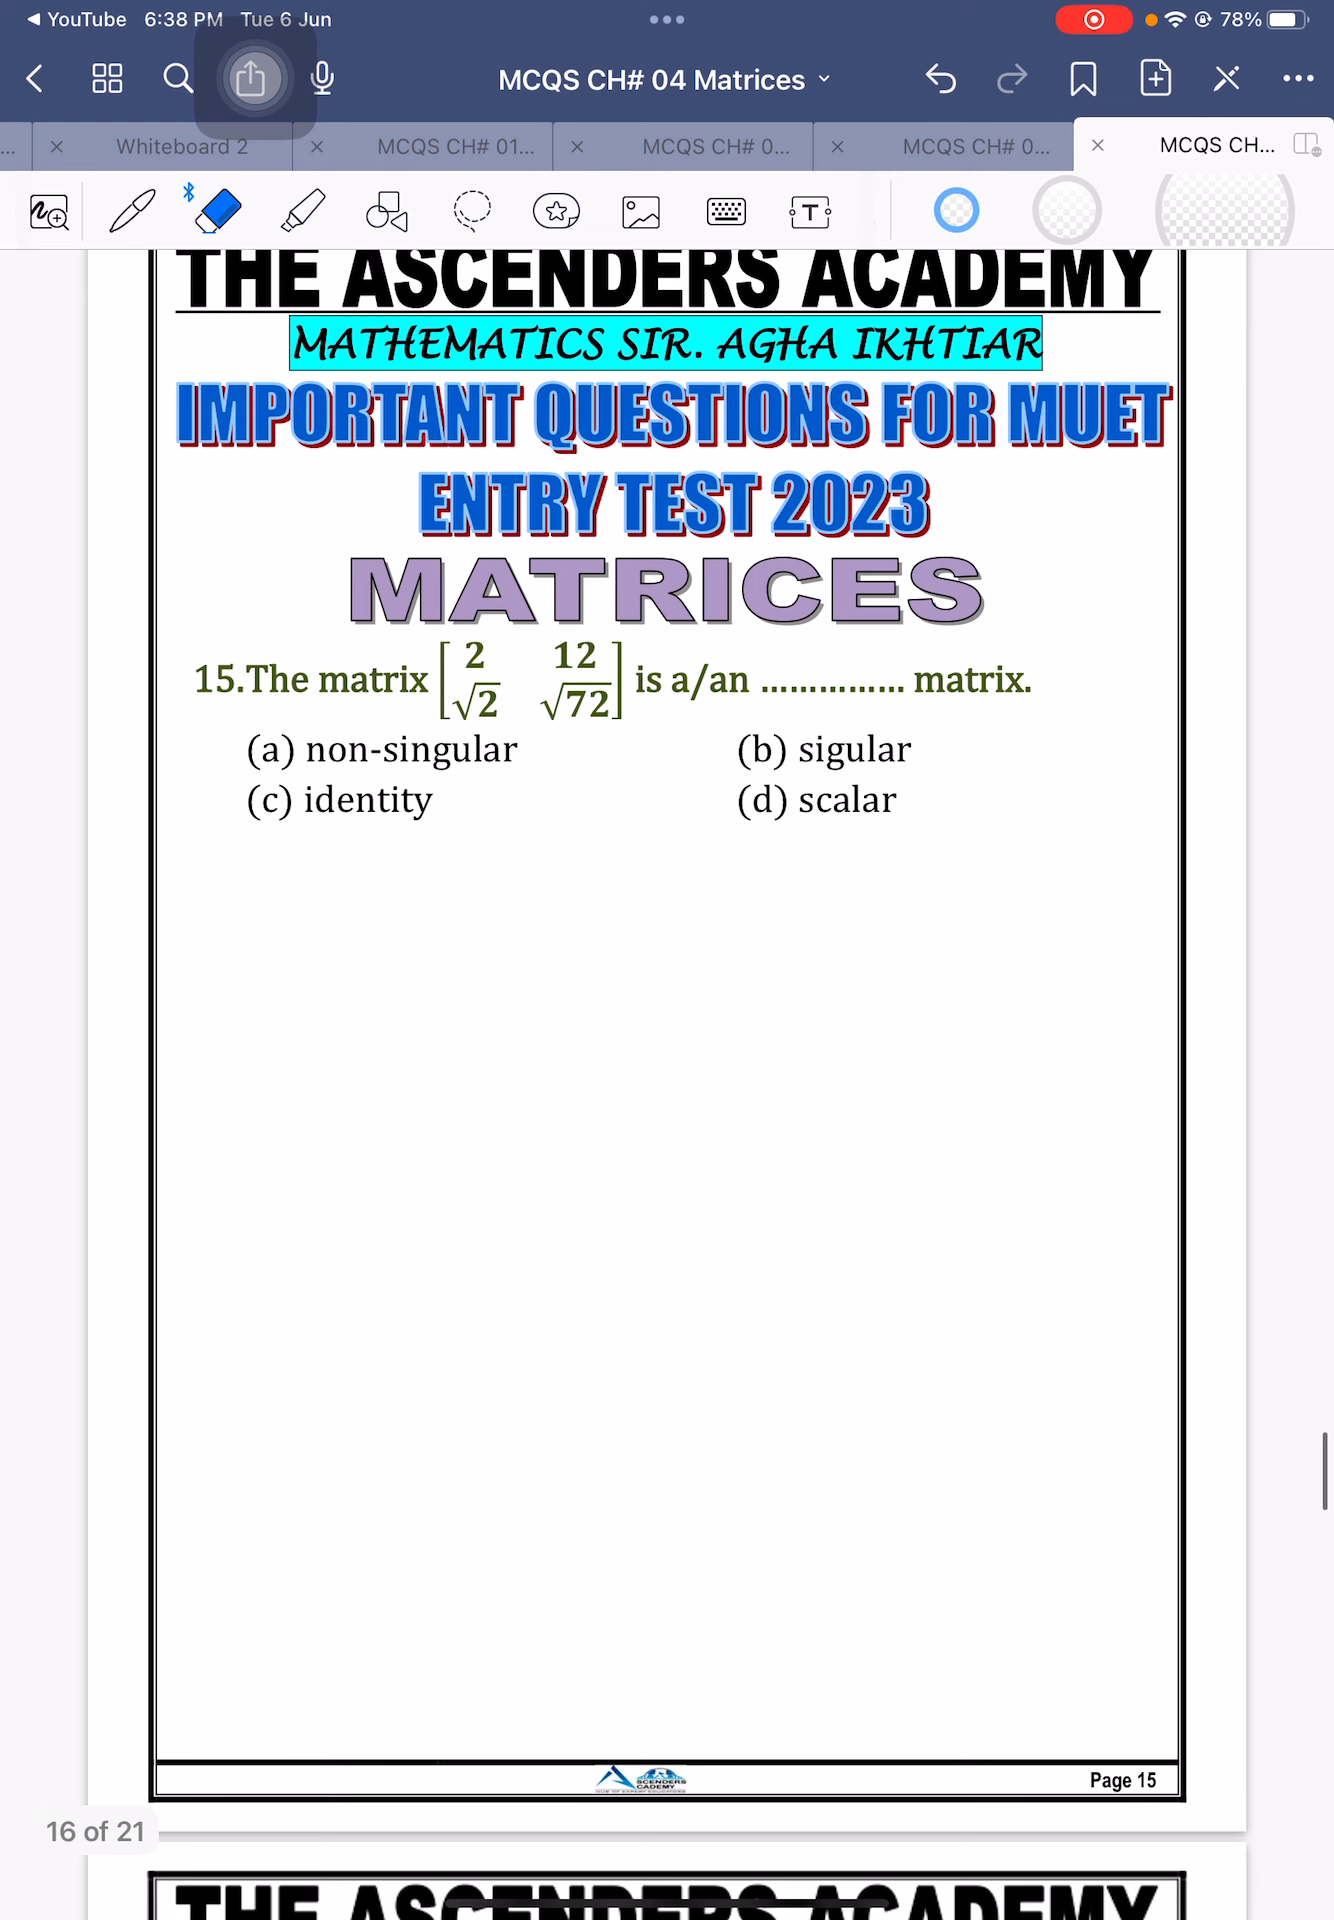 ◀ YouTube 6:38 PM Tue 6 Jun 78%
MCQS CH# 04 Matrices
... Whiteboard 2 MCQS CH# 01... MCQS CH# 0... MCQS CH# 0... MCQS CH...
T
THE ASCENDERS ACADEMY
MATHEMATICS SIR. AGHA IKHTIAR
IMPORTANT QUESTIONS FOR MUET
ENTRY TEST 2023
MATRICES
15.The matrix [2 12 √2 √72] is a/an ............... matrix.
(a) non-singular (b) sigular
(c) identity (d) scalar
SCENDERS
CADEMY
Page 15
16 of 21
THE ASCENDERS ACADEMY